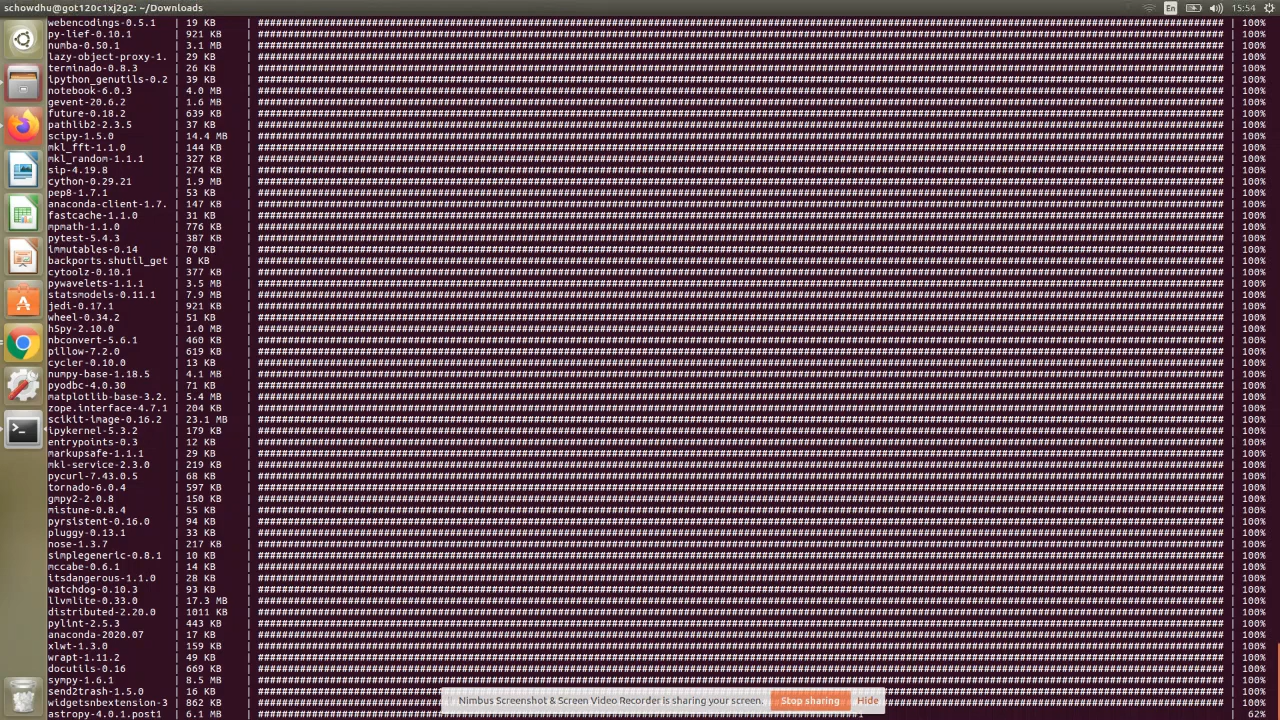 schowdhu@got120c1xj2g2: ~/Downloads
En
15:54
webencodings-0.5.1 | 19 KB | 100%
py-lief-0.10.1 | 921 KB | 100%
numba-0.50.1 | 3.1 MB | 100%
lazy-object-proxy-1. | 29 KB | 100%
terminado-0.8.3 | 26 KB | 100%
ipython_genutils-0.2 | 39 KB | 100%
notebook-6.0.3 | 4.0 MB | 100%
gevent-20.6.2 | 1.6 MB | 100%
future-0.18.2 | 639 KB | 100%
pathlib2-2.3.5 | 37 KB | 100%
scipy-1.5.0 | 14.4 MB | 100%
mkl_fft-1.1.0 | 144 KB | 100%
mkl_random-1.1.1 | 327 KB | 100%
sip-4.19.8 | 274 KB | 100%
cython-0.29.21 | 1.9 MB | 100%
pep8-1.7.1 | 53 KB | 100%
anaconda-client-1.7. | 147 KB | 100%
fastcache-1.1.0 | 31 KB | 100%
mpmath-1.1.0 | 776 KB | 100%
pytest-5.4.3 | 387 KB | 100%
immutables-0.14 | 70 KB | 100%
backports.shutil_get | 8 KB | 100%
cytoolz-0.10.1 | 377 KB | 100%
pywavelets-1.1.1 | 3.5 MB | 100%
statsmodels-0.11.1 | 7.9 MB | 100%
jedi-0.17.1 | 921 KB | 100%
wheel-0.34.2 | 51 KB | 100%
h5py-2.10.0 | 1.0 MB | 100%
nbconvert-5.6.1 | 460 KB | 100%
pillow-7.2.0 | 619 KB | 100%
cycler-0.10.0 | 13 KB | 100%
numpy-base-1.18.5 | 4.1 MB | 100%
pyodbc-4.0.30 | 71 KB | 100%
matplotlib-base-3.2. | 5.4 MB | 100%
zope.interface-4.7.1 | 204 KB | 100%
scikit-image-0.16.2 | 23.1 MB | 100%
ipykernel-5.3.2 | 179 KB | 100%
entrypoints-0.3 | 12 KB | 100%
markupsafe-1.1.1 | 29 KB | 100%
mkl-service-2.3.0 | 219 KB | 100%
pycurl-7.43.0.5 | 68 KB | 100%
tornado-6.0.4 | 597 KB | 100%
gmpy2-2.0.8 | 150 KB | 100%
mistune-0.8.4 | 55 KB | 100%
pyrsistent-0.16.0 | 94 KB | 100%
pluggy-0.13.1 | 33 KB | 100%
nose-1.3.7 | 217 KB | 100%
simplegeneric-0.8.1 | 10 KB | 100%
mccabe-0.6.1 | 14 KB | 100%
itsdangerous-1.1.0 | 28 KB | 100%
watchdog-0.10.3 | 93 KB | 100%
llvmlite-0.33.0 | 17.3 MB | 100%
distributed-2.20.0 | 1011 KB | 100%
pylint-2.5.3 | 443 KB | 100%
anaconda-2020.07 | 17 KB | 100%
xlwt-1.3.0 | 159 KB | 100%
wrapt-1.11.2 | 49 KB | 100%
docutils-0.16 | 669 KB | 100%
sympy-1.6.1 | 8.5 MB | 100%
send2trash-1.5.0 | 16 KB | 100%
widgetsnbextension-3 | 862 KB | 100%
astropy-4.0.1.post1 | 6.1 MB | 62%
Nimbus Screenshot & Screen Video Recorder is sharing your screen.
Stop sharing
Hide